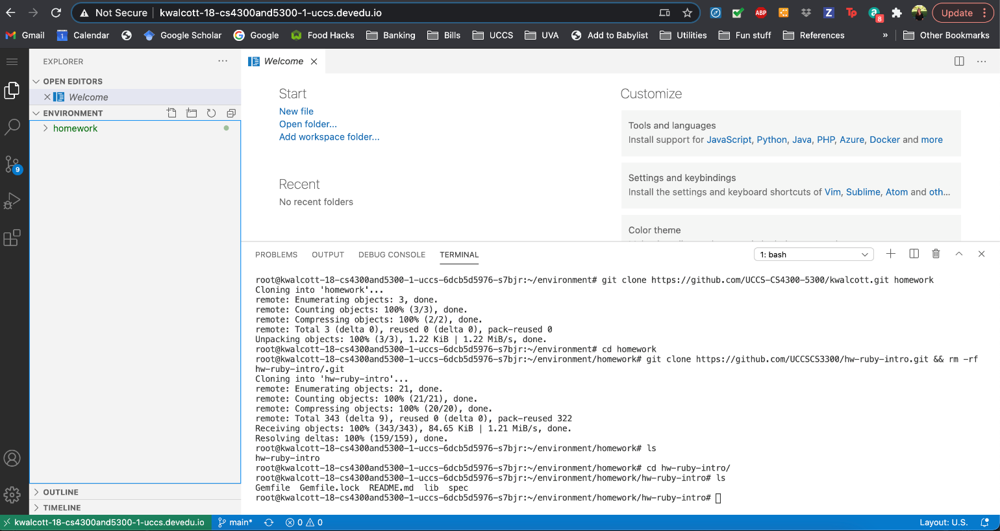 Not Secure | kwalcott-18-cs4300and5300-1-uccs.devedu.io
ABP
Z
Tp
a
8
Update
Gmail
1
Calendar
Google Scholar
Google
Food Hacks
Banking
Bills
UCCS
UVA
Add to Babylist
Utilities
Fun stuff
References
»
Other Bookmarks
EXPLORER
OPEN EDITORS
Welcome
ENVIRONMENT
homework
9
OUTLINE
TIMELINE
Welcome
Start
New file
Open folder...
Add workspace folder...
Recent
No recent folders
Customize
Tools and languages
Install support for JavaScript, Python, Java, PHP, Azure, Docker and more
Settings and keybindings
Install the settings and keyboard shortcuts of Vim, Sublime, Atom and oth...
Color theme
PROBLEMS OUTPUT DEBUG CONSOLE TERMINAL
1: bash
root@kwalcott-18-cs4300and5300-1-uccs-6dcb5d5976-s7bjr:~/environment# git clone https://github.com/UCCS-CS4300-5300/kwalcott.git homework
Cloning into 'homework'...
remote: Enumerating objects: 3, done.
remote: Counting objects: 100% (3/3), done.
remote: Compressing objects: 100% (2/2), done.
remote: Total 3 (delta 0), reused 0 (delta 0), pack-reused 0
Unpacking objects: 100% (3/3), 1.22 KiB | 1.22 MiB/s, done.
root@kwalcott-18-cs4300and5300-1-uccs-6dcb5d5976-s7bjr:~/environment# cd homework
root@kwalcott-18-cs4300and5300-1-uccs-6dcb5d5976-s7bjr:~/environment/homework# git clone https://github.com/UCCSCS3300/hw-ruby-intro.git && rm -rf
hw-ruby-intro/.git
Cloning into 'hw-ruby-intro'...
remote: Enumerating objects: 21, done.
remote: Counting objects: 100% (21/21), done.
remote: Compressing objects: 100% (20/20), done.
remote: Total 343 (delta 9), reused 0 (delta 0), pack-reused 322
Receiving objects: 100% (343/343), 84.65 KiB | 1.21 MiB/s, done.
Resolving deltas: 100% (159/159), done.
root@kwalcott-18-cs4300and5300-1-uccs-6dcb5d5976-s7bjr:~/environment/homework# ls
hw-ruby-intro
root@kwalcott-18-cs4300and5300-1-uccs-6dcb5d5976-s7bjr:~/environment/homework# cd hw-ruby-intro/
root@kwalcott-18-cs4300and5300-1-uccs-6dcb5d5976-s7bjr:~/environment/homework/hw-ruby-intro# ls
Gemfile Gemfile.lock README.md lib spec
root@kwalcott-18-cs4300and5300-1-uccs-6dcb5d5976-s7bjr:~/environment/homework/hw-ruby-intro#
kwalcott-18-cs4300and5300-1-uccs.devedu.io
main*
0
0
Layout: U.S.